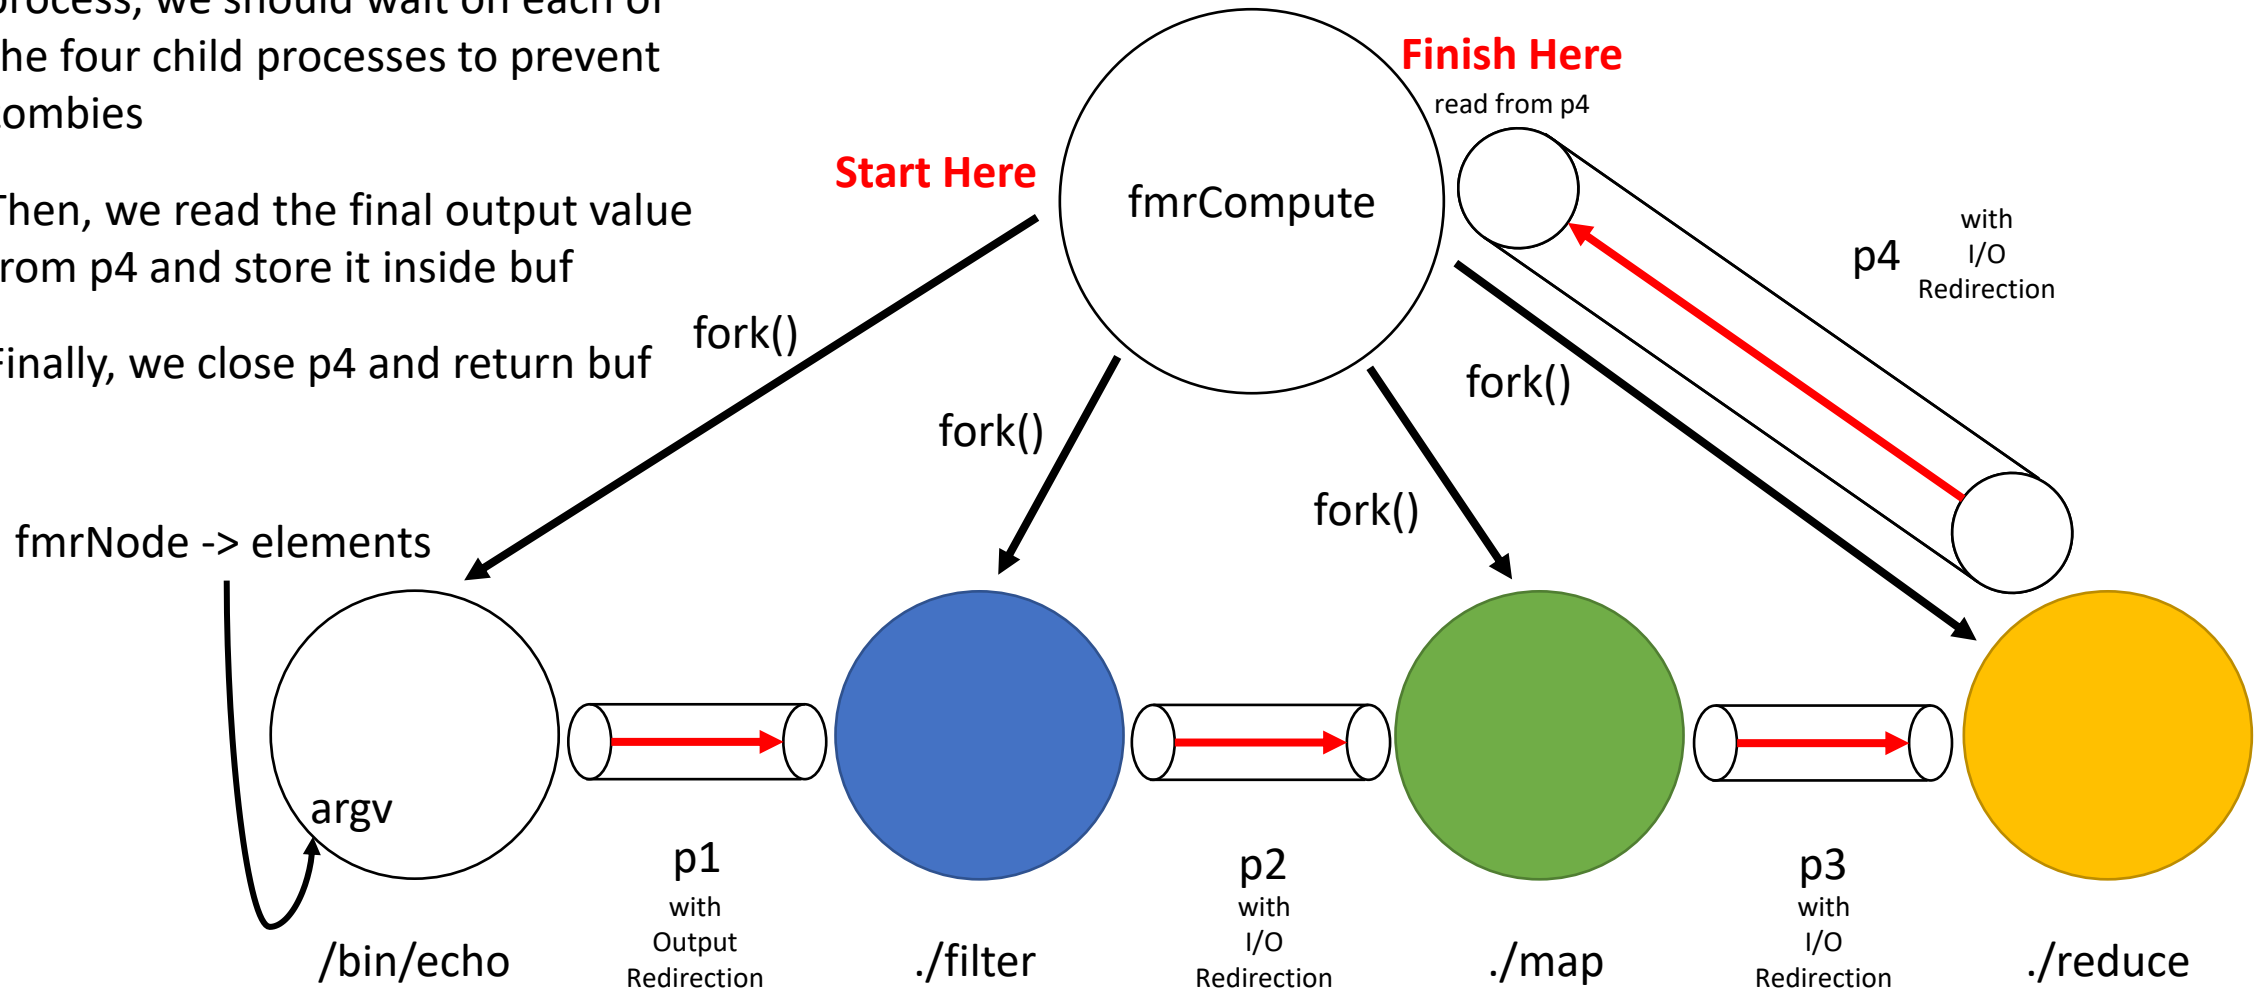 process, we should wait on each of
the four child processes to prevent
zombies
Then, we read the final output value
from p4 and store it inside buf
Finally, we close p4 and return buf
Start Here
fmrCompute
Finish Here
read from p4
p4
with
I/O
Redirection
fork()
fork()
fork()
fork()
fmrNode -> elements
argv
/bin/echo
p1
with
Output
Redirection
./filter
p2
with
I/O
Redirection
./map
p3
with
I/O
Redirection
./reduce